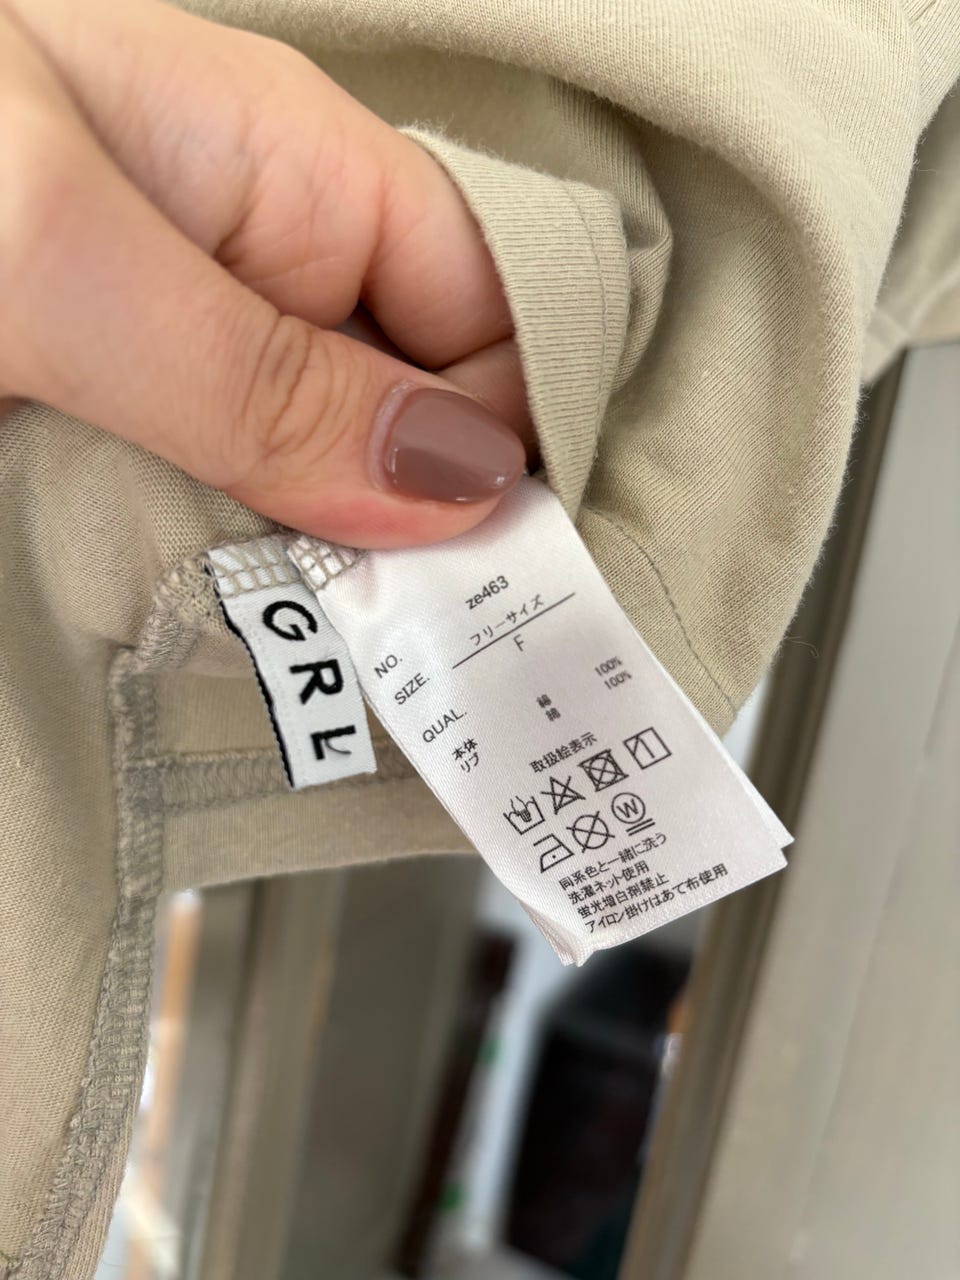 GRL
NO. ze463
SIZE. フリーサイズ
F
QUAL.
本体 綿 100%
リブ 綿 100%
取扱絵表示
W
同系色と一緒に洗う
洗濯ネット使用
蛍光増白剤禁止
アイロン掛けはあて布使用